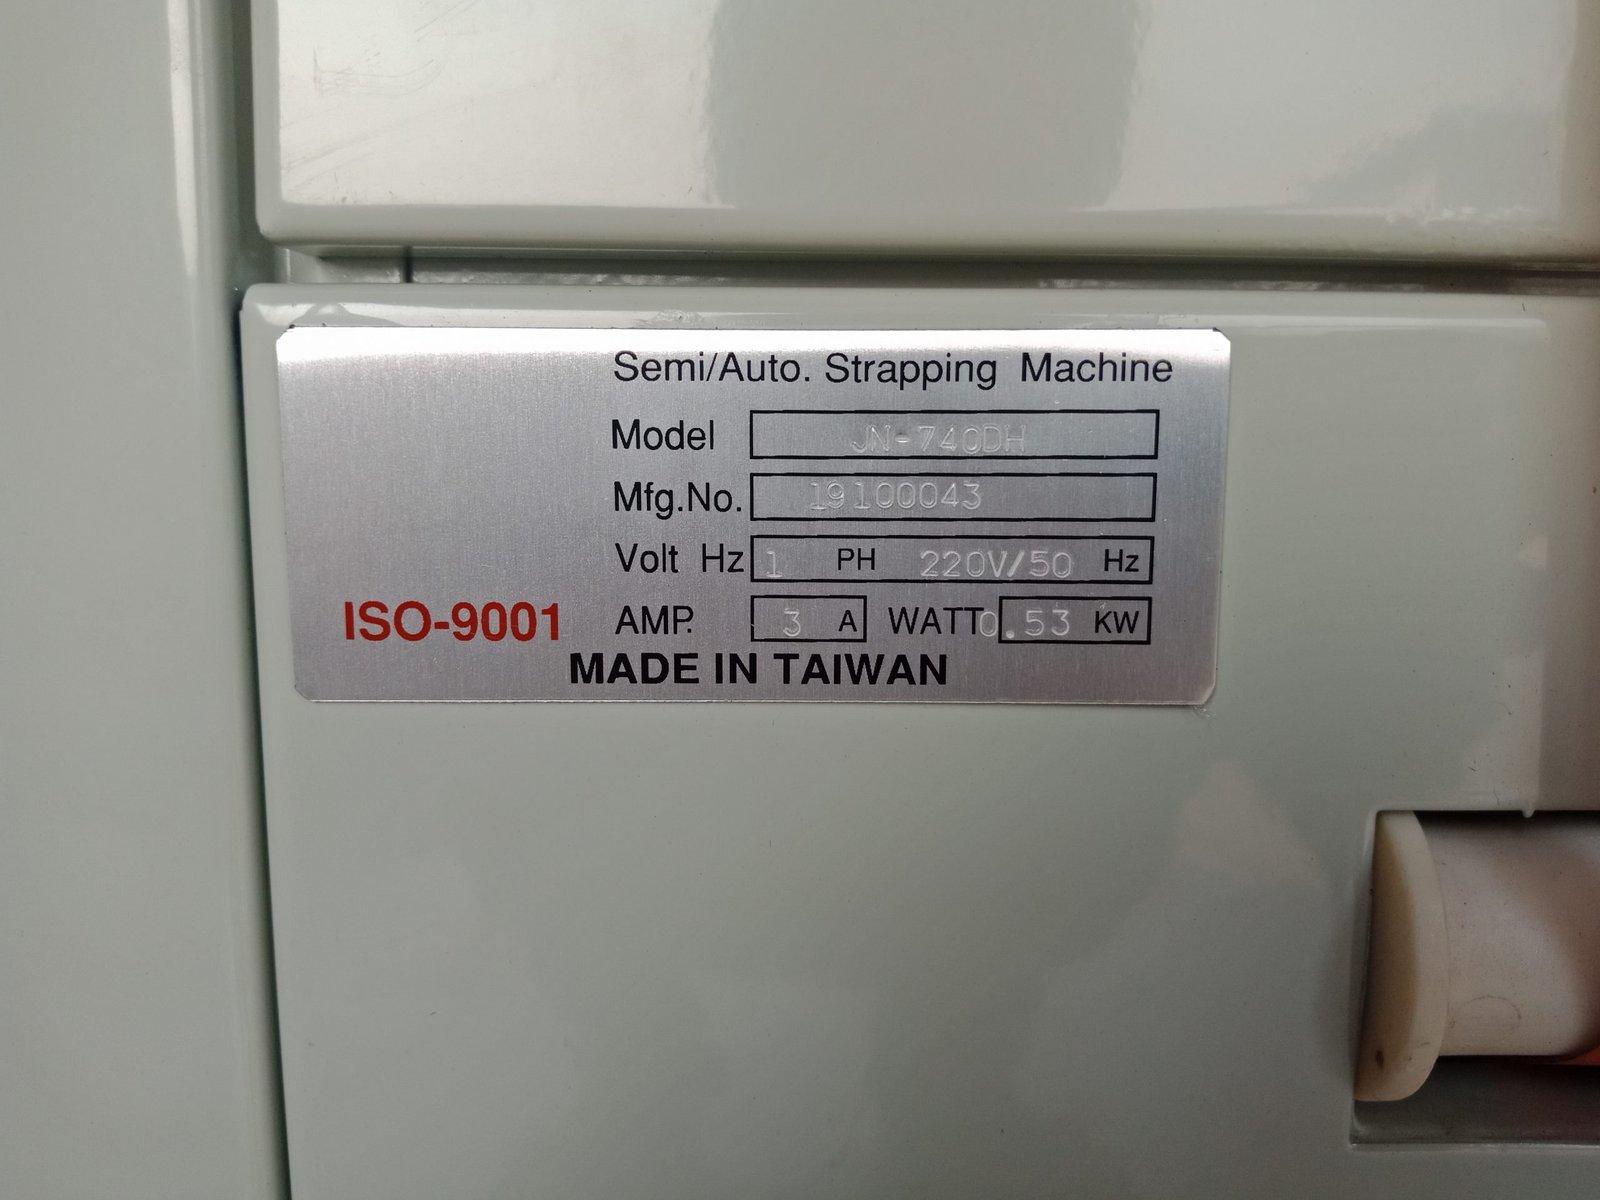 Semi/Auto. Strapping Machine
Model JN-740DH
Mfg.No. 19100043
Volt Hz 1 PH 220V/50 Hz
AMP. 3 A WATT 0.53 KW
ISO-9001
MADE IN TAIWAN